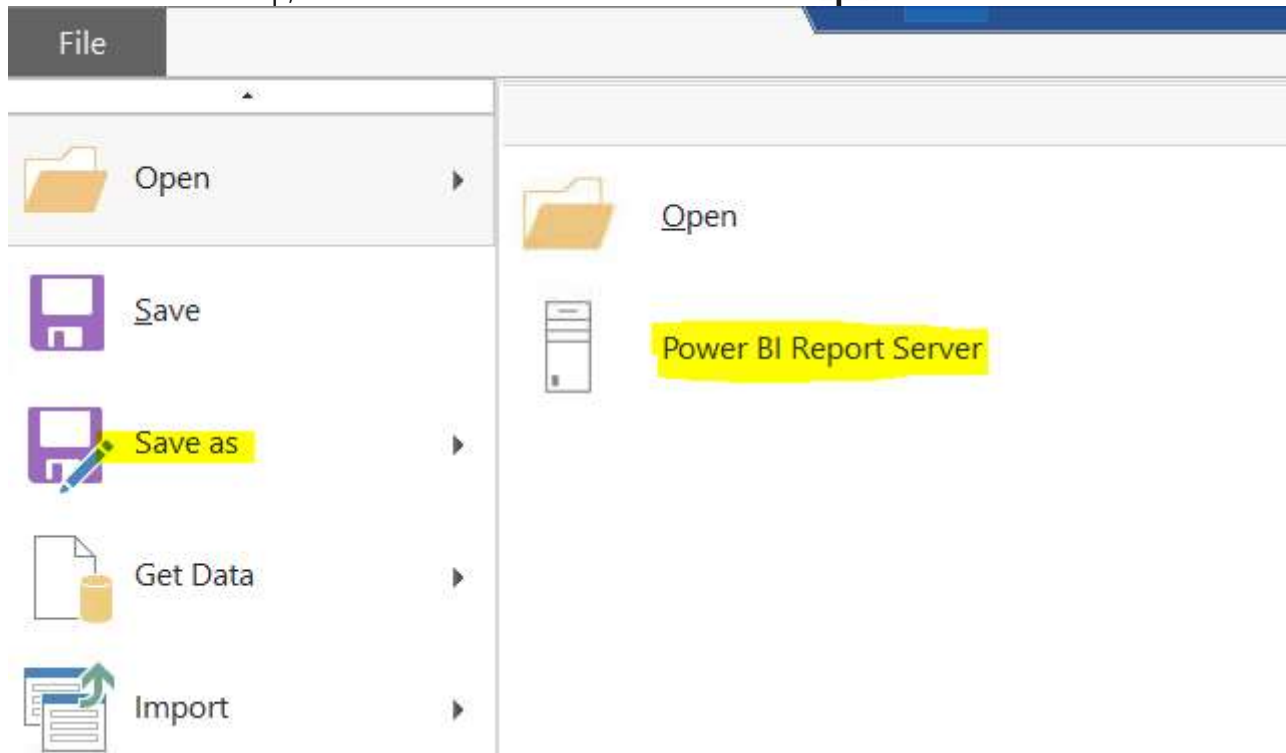 File
Open
Save
Save as
Get Data
Import
Open
Power BI Report Server